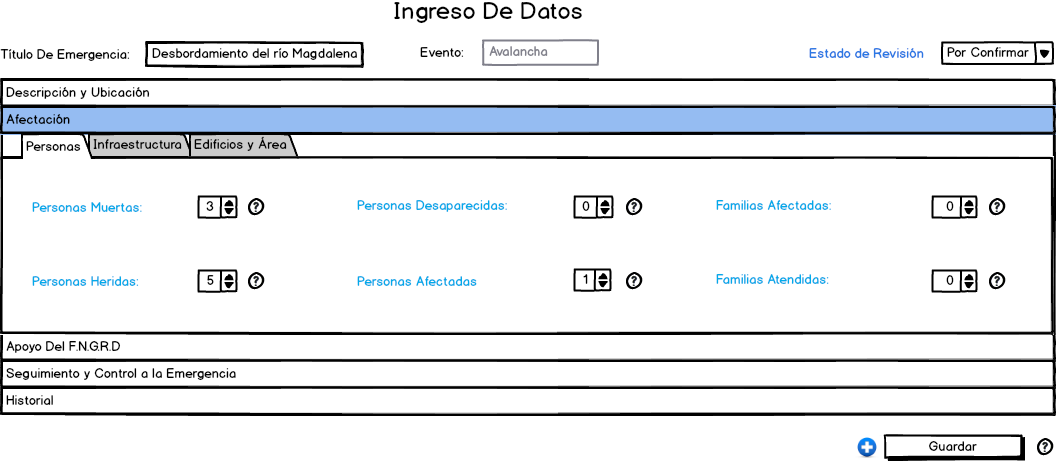 Ingreso De Datos
Título De Emergencia: Desbordamiento del río Magdalena Evento: Avalancha Estado de Revisión Por Confirmar
Descripción y Ubicación
Afectación
Personas Infraestructura Edificios y Área
Personas Muertas: 3 ? Personas Desaparecidas: 0 ? Familias Afectadas: 0 ?
Personas Heridas: 5 ? Personas Afectadas 1 ? Familias Atendidas: 0 ?
Apoyo Del F.N.G.R.D
Seguimiento y Control a la Emergencia
Historial
Guardar ?